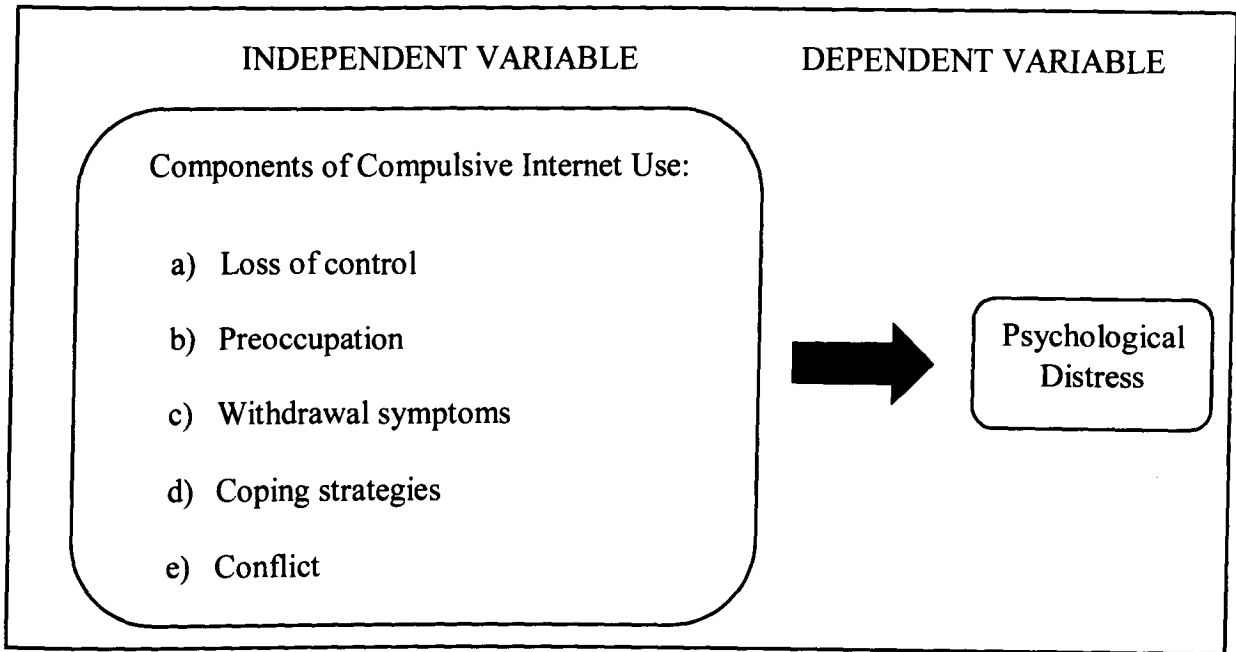 INDEPENDENT VARIABLE
DEPENDENT VARIABLE
Components of Compulsive Internet Use:
a) Loss of control
b) Preoccupation
c) Withdrawal symptoms
d) Coping strategies
e) Conflict
Psychological
Distress